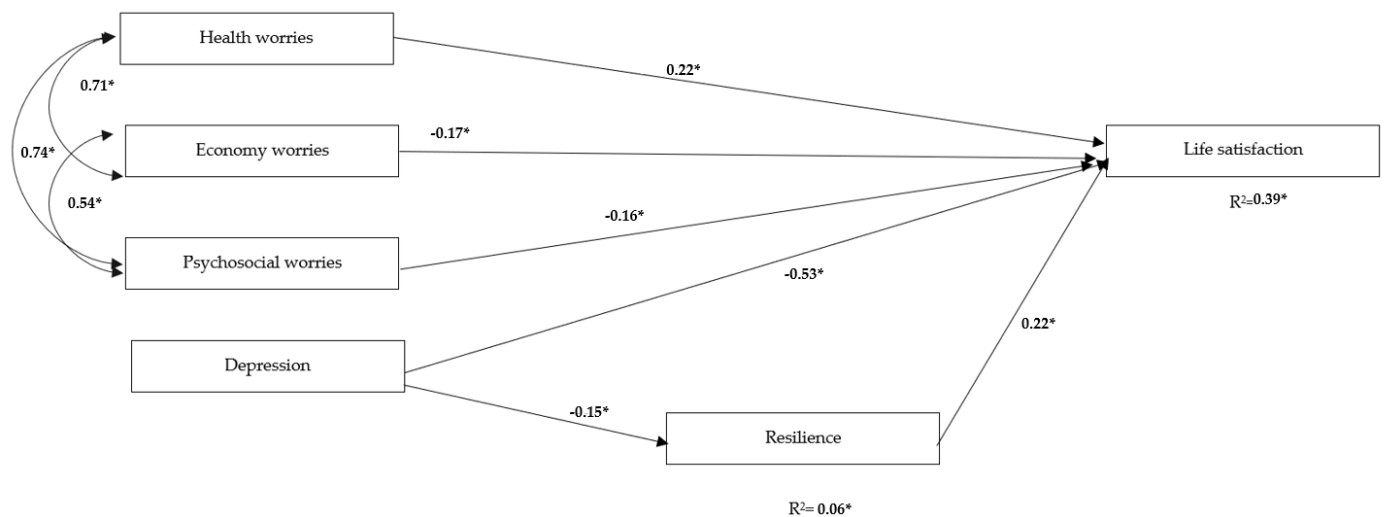 Health worries
0.71*
0.22*
Economy worries
-0.17*
Life satisfaction
0.74*
R²=0.39*
0.54*
-0.16*
Psychosocial worries
-0.53*
Depression
0.22*
-0.15*
Resilience
R²= 0.06*